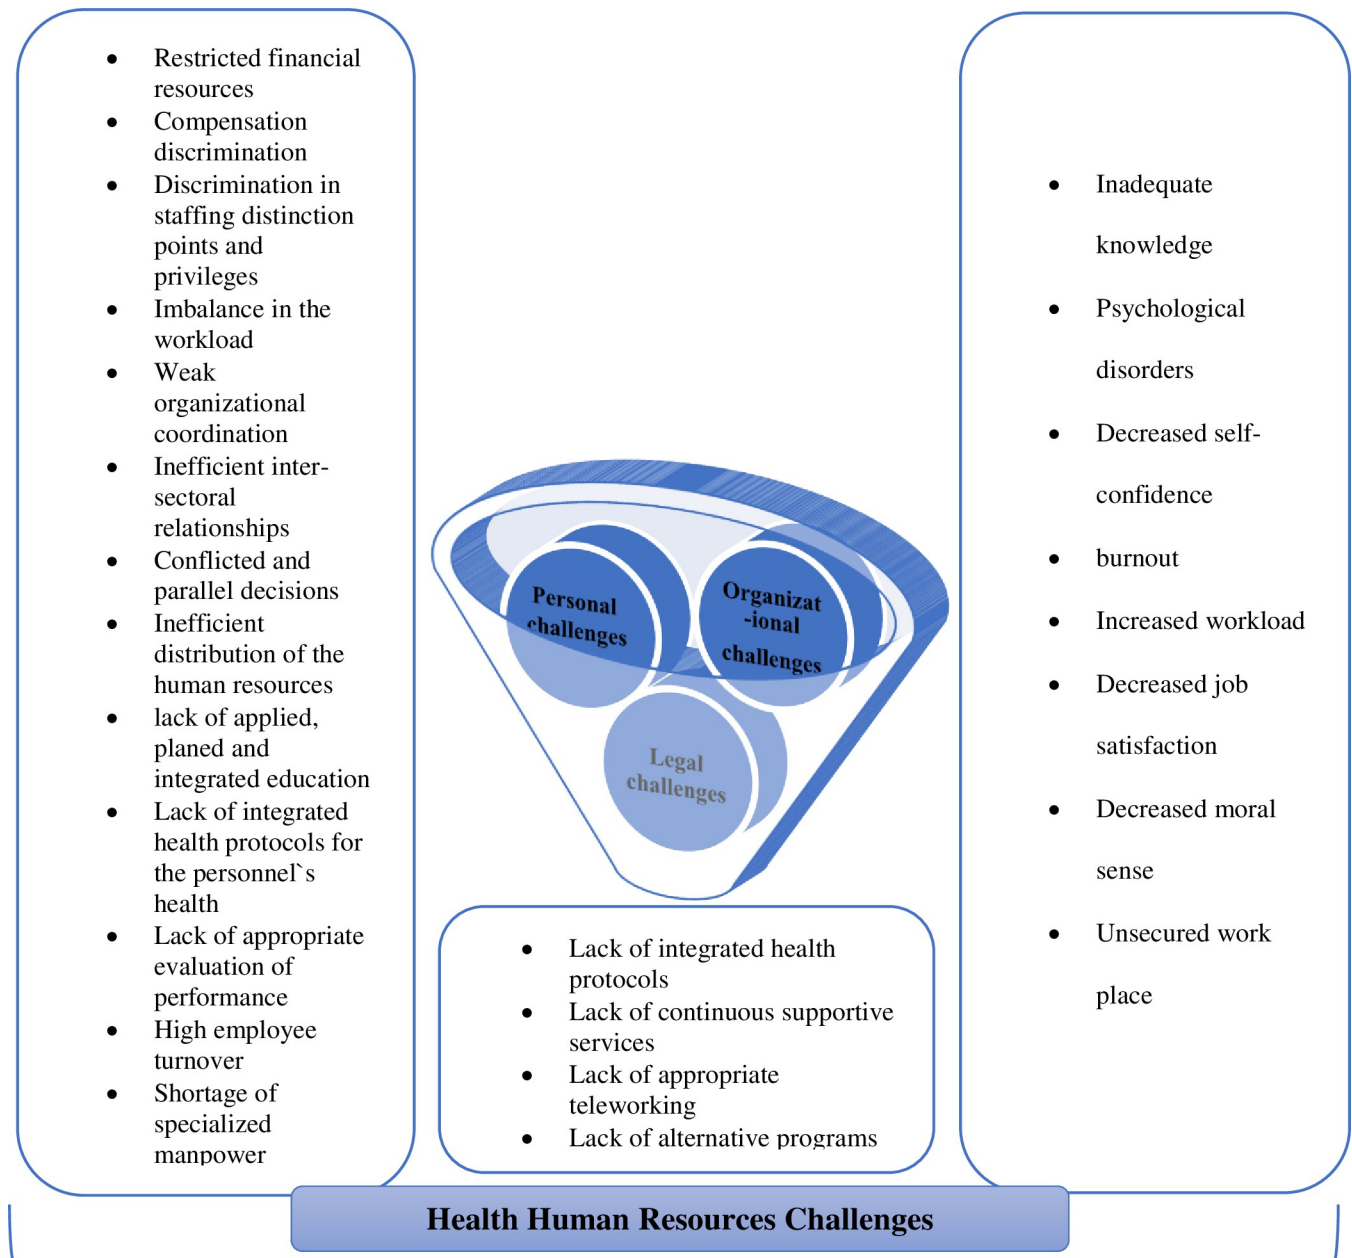 • Restricted financial
resources
• Compensation
discrimination
• Discrimination in
staffing distinction
points and
privileges
• Imbalance in the
workload
• Weak
organizational
coordination
• Inefficient inter-
sectoral
relationships
• Conflicted and
parallel decisions
• Inefficient
distribution of the
human resources
• lack of applied,
planed and
integrated education
• Lack of integrated
health protocols for
the personnel`s
health
• Lack of appropriate
evaluation of
performance
• High employee
turnover
• Shortage of
specialized
manpower
Personal
challenges
Organizat
-ional
challenges
Legal
challenges
• Lack of integrated health
protocols
• Lack of continuous supportive
services
• Lack of appropriate
teleworking
• Lack of alternative programs
• Inadequate
knowledge
• Psychological
disorders
• Decreased self-
confidence
• burnout
• Increased workload
• Decreased job
satisfaction
• Decreased moral
sense
• Unsecured work
place
Health Human Resources Challenges